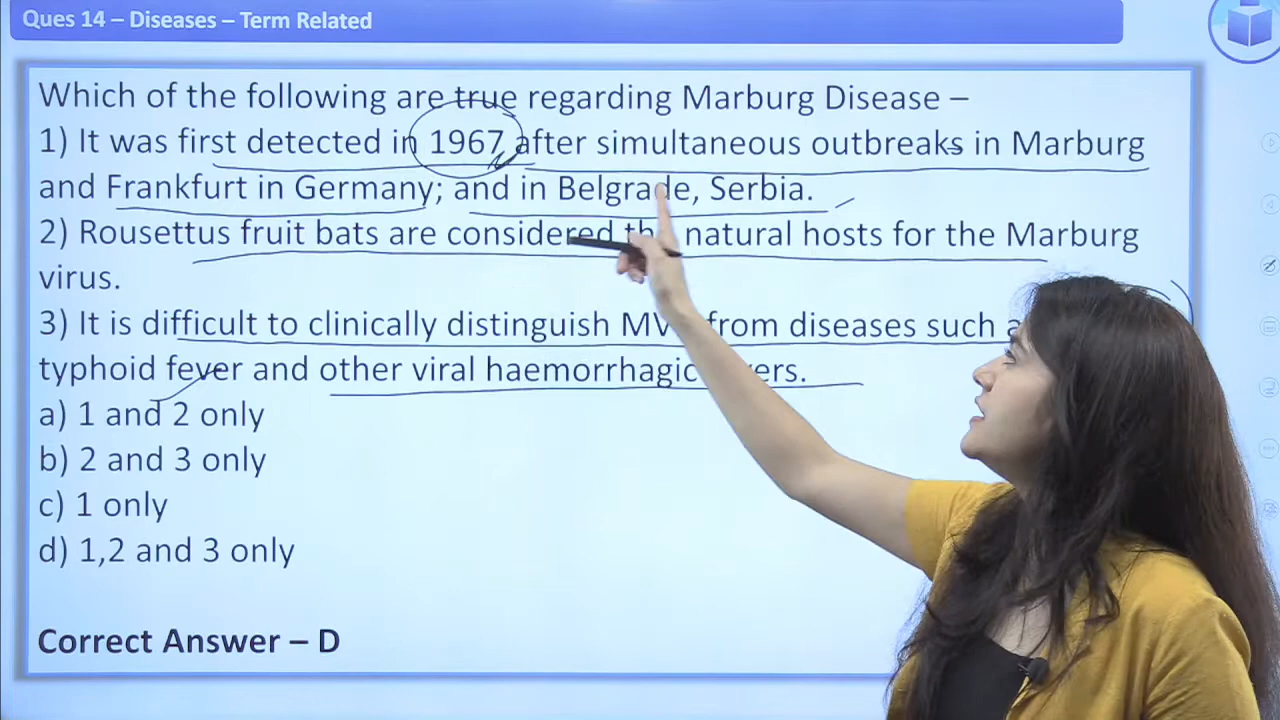 Ques 14 – Diseases – Term Related
Which of the following are true regarding Marburg Disease –
1) It was first detected in 1967 after simultaneous outbreaks in Marburg
and Frankfurt in Germany; and in Belgrade, Serbia.
2) Rousettus fruit bats are considered the natural hosts for the Marburg
virus.
3) It is difficult to clinically distinguish from diseases such
typhoid fever and other viral haemorrhagic
a) 1 and 2 only
b) 2 and 3 only
c) 1 only
d) 1,2 and 3 only
Correct Answer – D